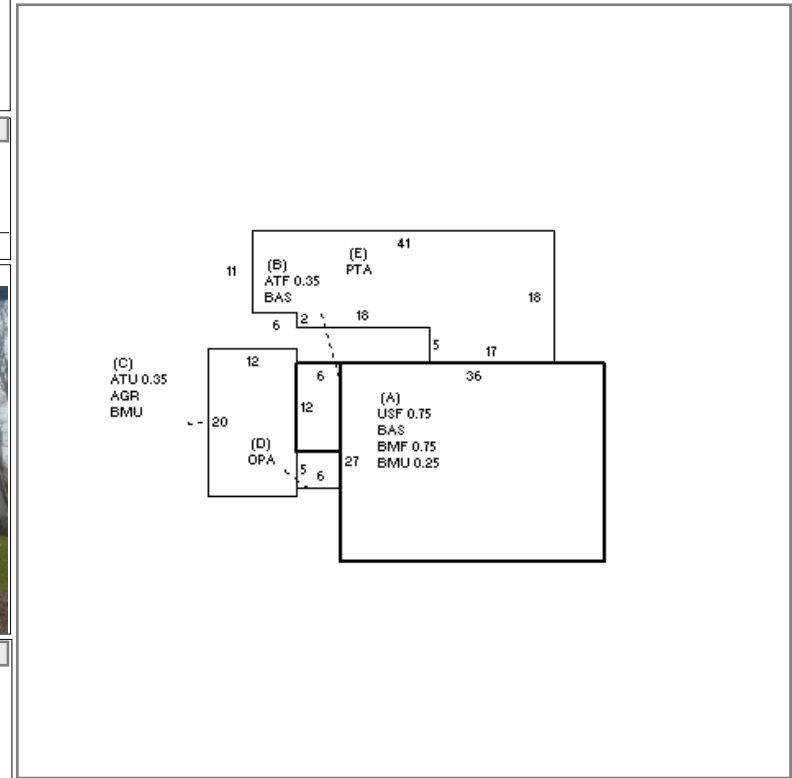 41
(E)
PTA
11
(B)
ATF 0.35
BAS
18
6
2
18
5
17
(C)
ATU 0.35
AGR
BMU
12
20
6
12
36
(A)
USF 0.75
BAS
BMF 0.75
BMU 0.25
(D)
OPA
5
6
27